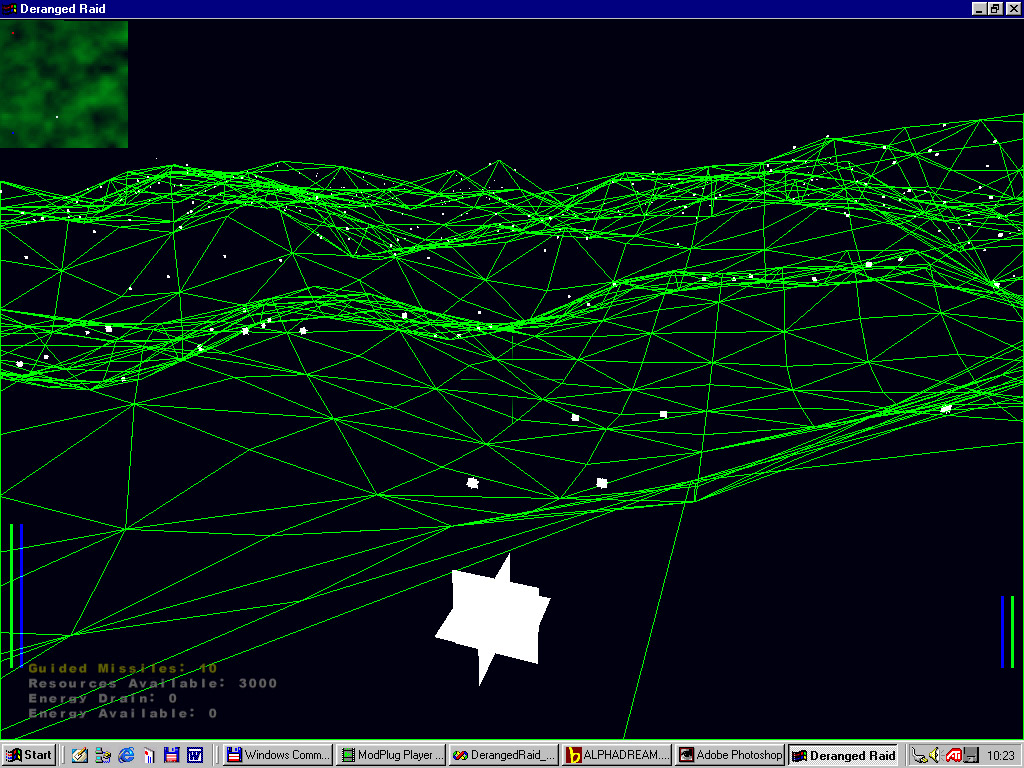 Deranged Raid
Guided Missiles: 10
Resources Available: 3000
Energy Drain: 0
Energy Available: 0
Start
Windows Comm...
ModPlug Player ...
DerangedRaid_...
ALPHADREAM....
Adobe Photoshop
Deranged Raid
10:23